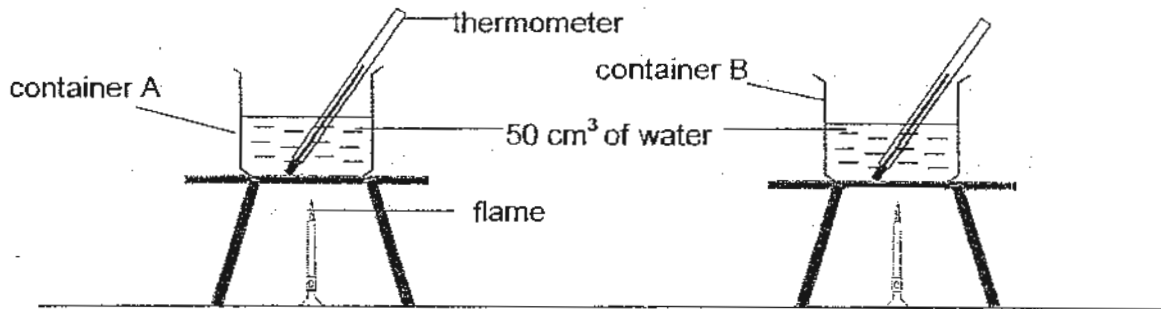 thermometer
container A
container B
50 cm³ of water
flame